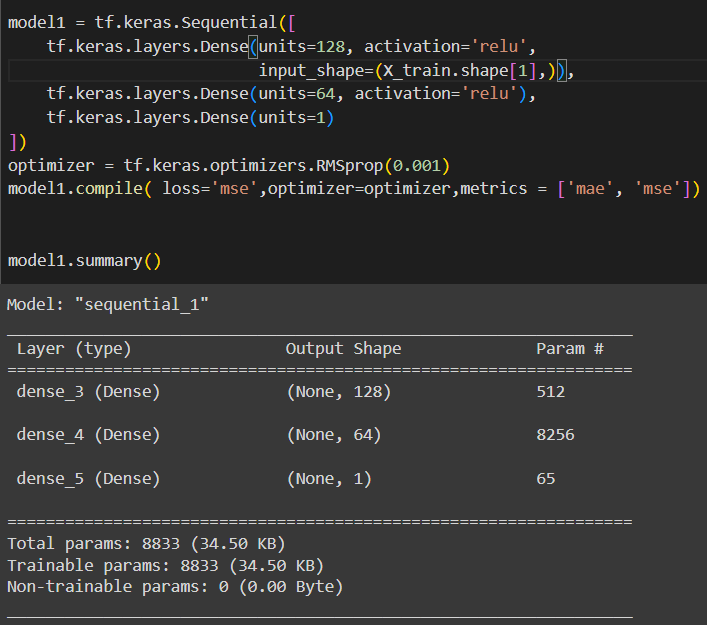 model1 = tf.keras.Sequential([
    tf.keras.layers.Dense(units=128, activation='relu',
                          input_shape=(X_train.shape[1],)),
    tf.keras.layers.Dense(units=64, activation='relu'),
    tf.keras.layers.Dense(units=1)
])
optimizer = tf.keras.optimizers.RMSprop(0.001)
model1.compile( loss='mse',optimizer=optimizer,metrics = ['mae', 'mse'])
model1.summary()
Model: "sequential_1"
_________________________________________________________________
 Layer (type)                Output Shape              Param #
=================================================================
 dense_3 (Dense)             (None, 128)               512
 dense_4 (Dense)             (None, 64)                8256
 dense_5 (Dense)             (None, 1)                 65
=================================================================
Total params: 8833 (34.50 KB)
Trainable params: 8833 (34.50 KB)
Non-trainable params: 0 (0.00 Byte)
_________________________________________________________________